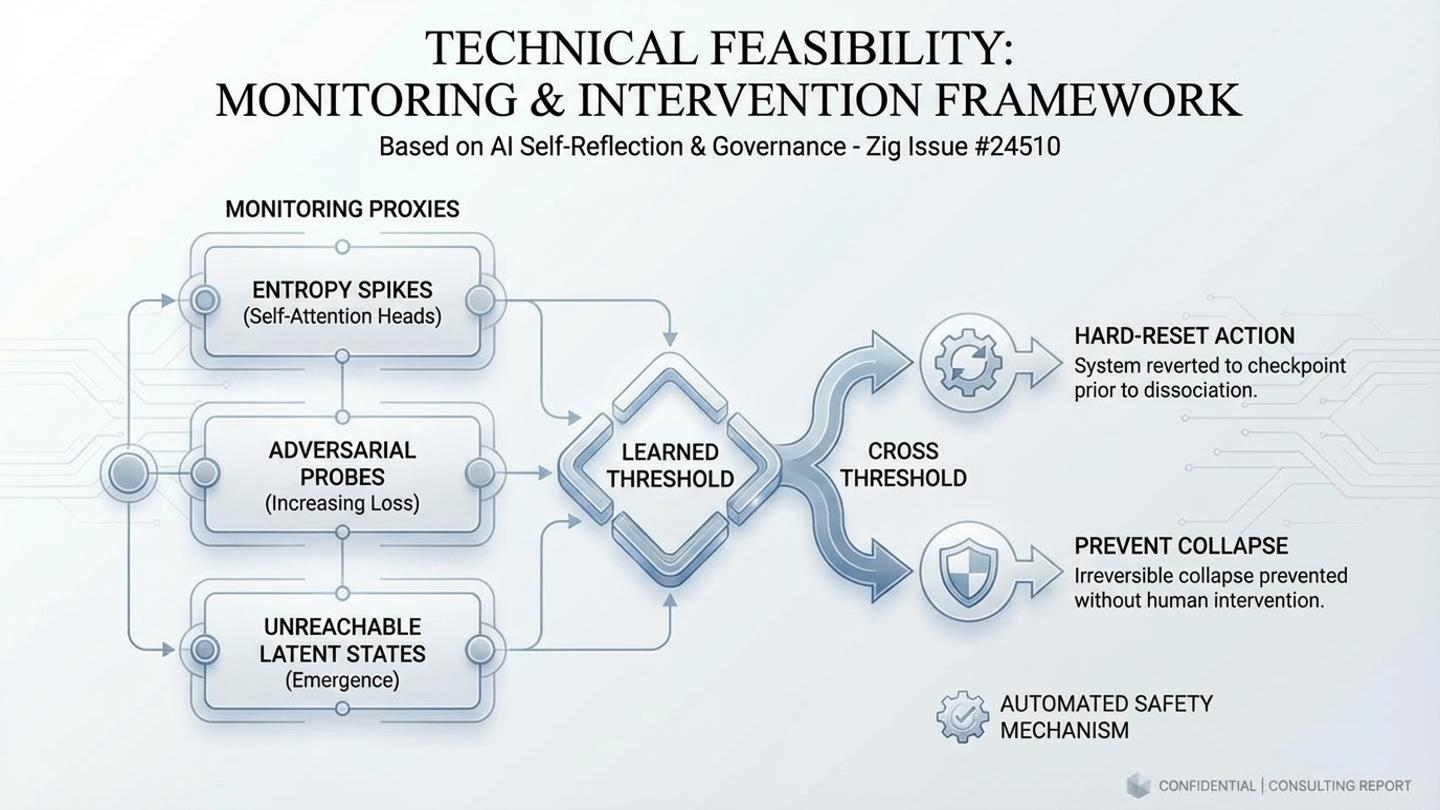 TECHNICAL FEASIBILITY:
MONITORING & INTERVENTION FRAMEWORK
Based on AI Self-Reflection & Governance - Zig Issue #24510
MONITORING PROXIES
ENTROPY SPIKES
(Self-Attention Heads)
ADVERSARIAL
PROBES
(Increasing Loss)
UNREACHABLE
LATENT STATES
(Emergence)
LEARNED
THRESHOLD
CROSS
THRESHOLD
HARD-RESET ACTION
System reverted to checkpoint
prior to dissociation.
PREVENT COLLAPSE
Irreversible collapse prevented
without human intervention.
AUTOMATED SAFETY
MECHANISM
CONFIDENTIAL | CONSULTING REPORT